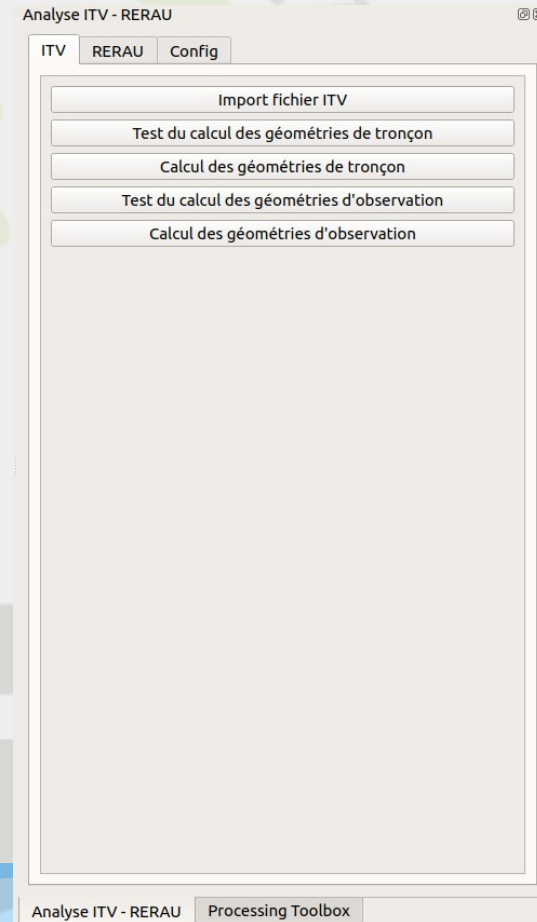 Analyse ITV - RERAU
ITV RERAU Config
Import fichier ITV
Test du calcul des géométries de tronçon
Calcul des géométries de tronçon
Test du calcul des géométries d'observation
Calcul des géométries d'observation
Analyse ITV - RERAU Processing Toolbox